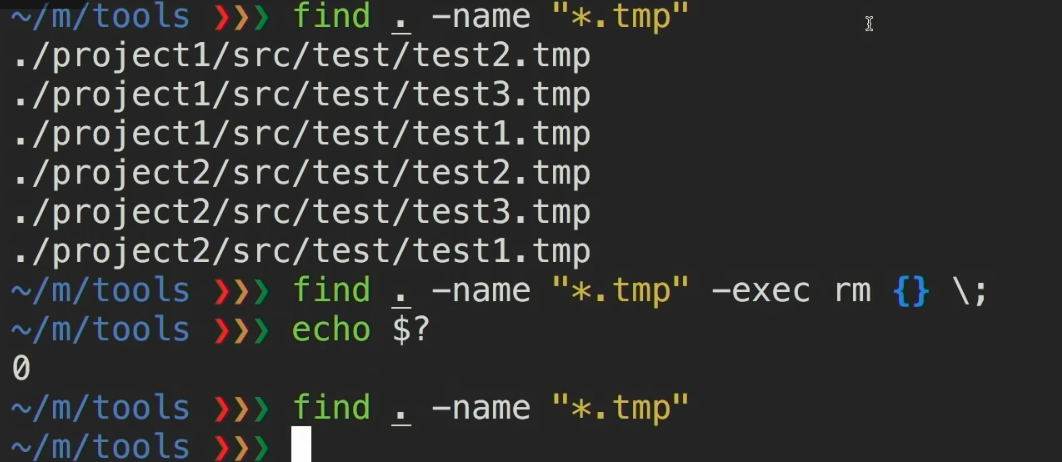 ~/m/tools ❯❯❯ find . -name "*.tmp"
./project1/src/test/test2.tmp
./project1/src/test/test3.tmp
./project1/src/test/test1.tmp
./project2/src/test/test2.tmp
./project2/src/test/test3.tmp
./project2/src/test/test1.tmp
~/m/tools ❯❯❯ find . -name "*.tmp" -exec rm {} \;
~/m/tools ❯❯❯ echo $?
0
~/m/tools ❯❯❯ find . -name "*.tmp"
~/m/tools ❯❯❯